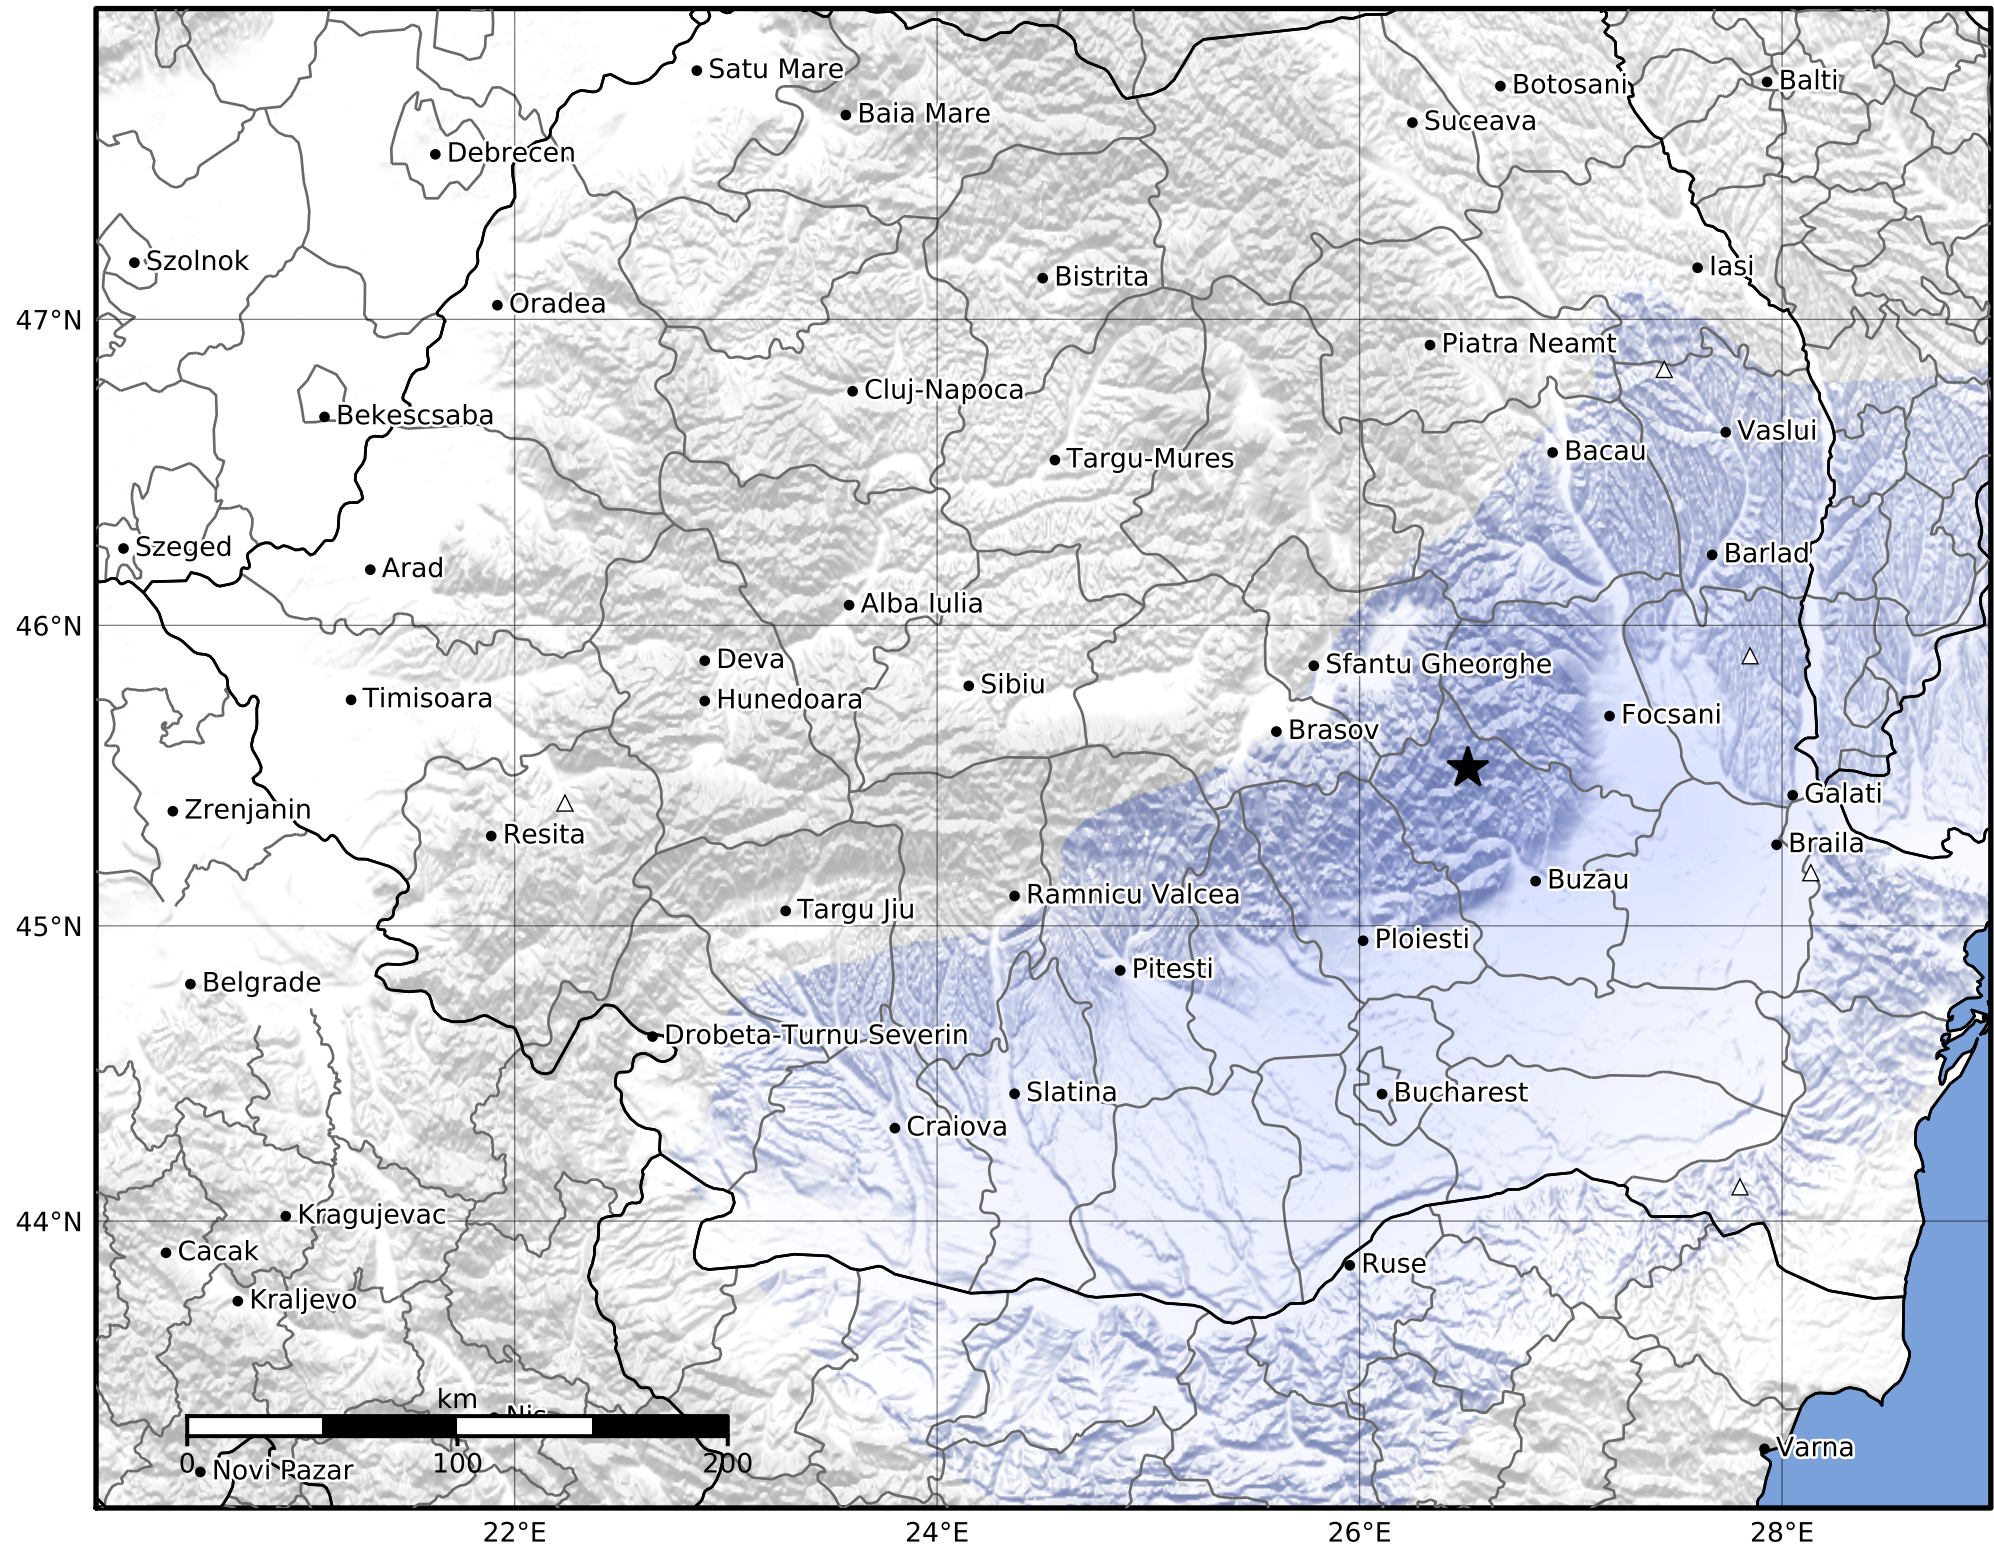 Satu Mare
Botosani
Balti
Baia Mare
Suceava
Debrecen
Szolnok
Iasi
Bistrita
Oradea
47°N
Piatra Neamt
Cluj-Napoca
Bekescsaba
Vaslui
Bacau
Targu-Mures
Szeged
Barlad
Arad
Alba Iulia
46°N
Deva
Sfantu Gheorghe
Sibiu
Timisoara
Hunedoara
Focsani
Brasov
Galati
Zrenjanin
Resita
Braila
Buzau
Ramnicu Valcea
Targu Jiu
45°N
Ploiesti
Pitesti
Belgrade
Drobeta-Turnu Severin
Slatina
Bucharest
Craiova
Kragujevac
44°N
Cacak
Ruse
Kraljevo
km
Nis
Varna
0 100 200
Novi Pazar
22°E 24°E 26°E 28°E